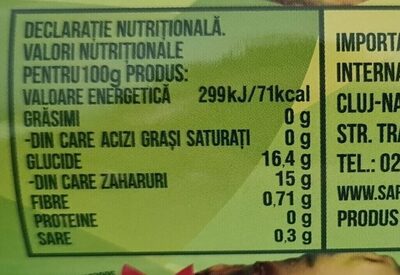 DECLARAȚIE NUTRIȚIONALĂ.
VALORI NUTRIȚIONALE
PENTRU 100g PRODUS:
VALOARE ENERGETICĂ 299kJ/71kcal
GRĂSIMI 0 g
-DIN CARE ACIZI GRAȘI SATURAȚI 0 g
GLUCIDE 16,4 g
-DIN CARE ZAHARURI 15 g
FIBRE 0,71 g
PROTEINE 0 g
SARE 0,3 g
IMPORTA
INTERNA
CLUJ-NA
STR. TRA
TEL.: 02
WWW.SAF
PRODUS